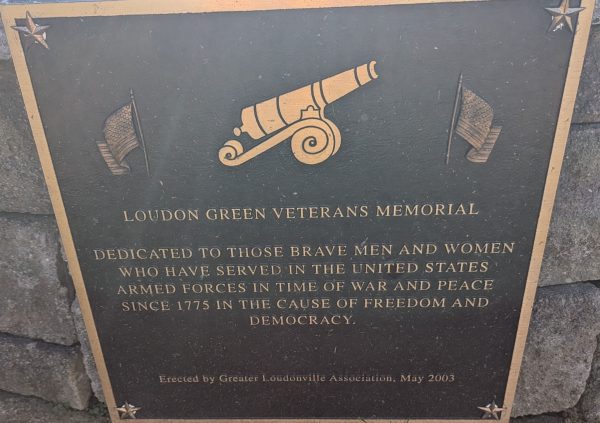 LOUDON GREEN VETERANS MEMORIAL
DEDICATED TO THOSE BRAVE MEN AND WOMEN
WHO HAVE SERVED IN THE UNITED STATES
ARMED FORCES IN TIME OF WAR AND PEACE
SINCE 1775 IN THE CAUSE OF FREEDOM AND
DEMOCRACY.
Erected by Greater Loudonville Association, May 2003